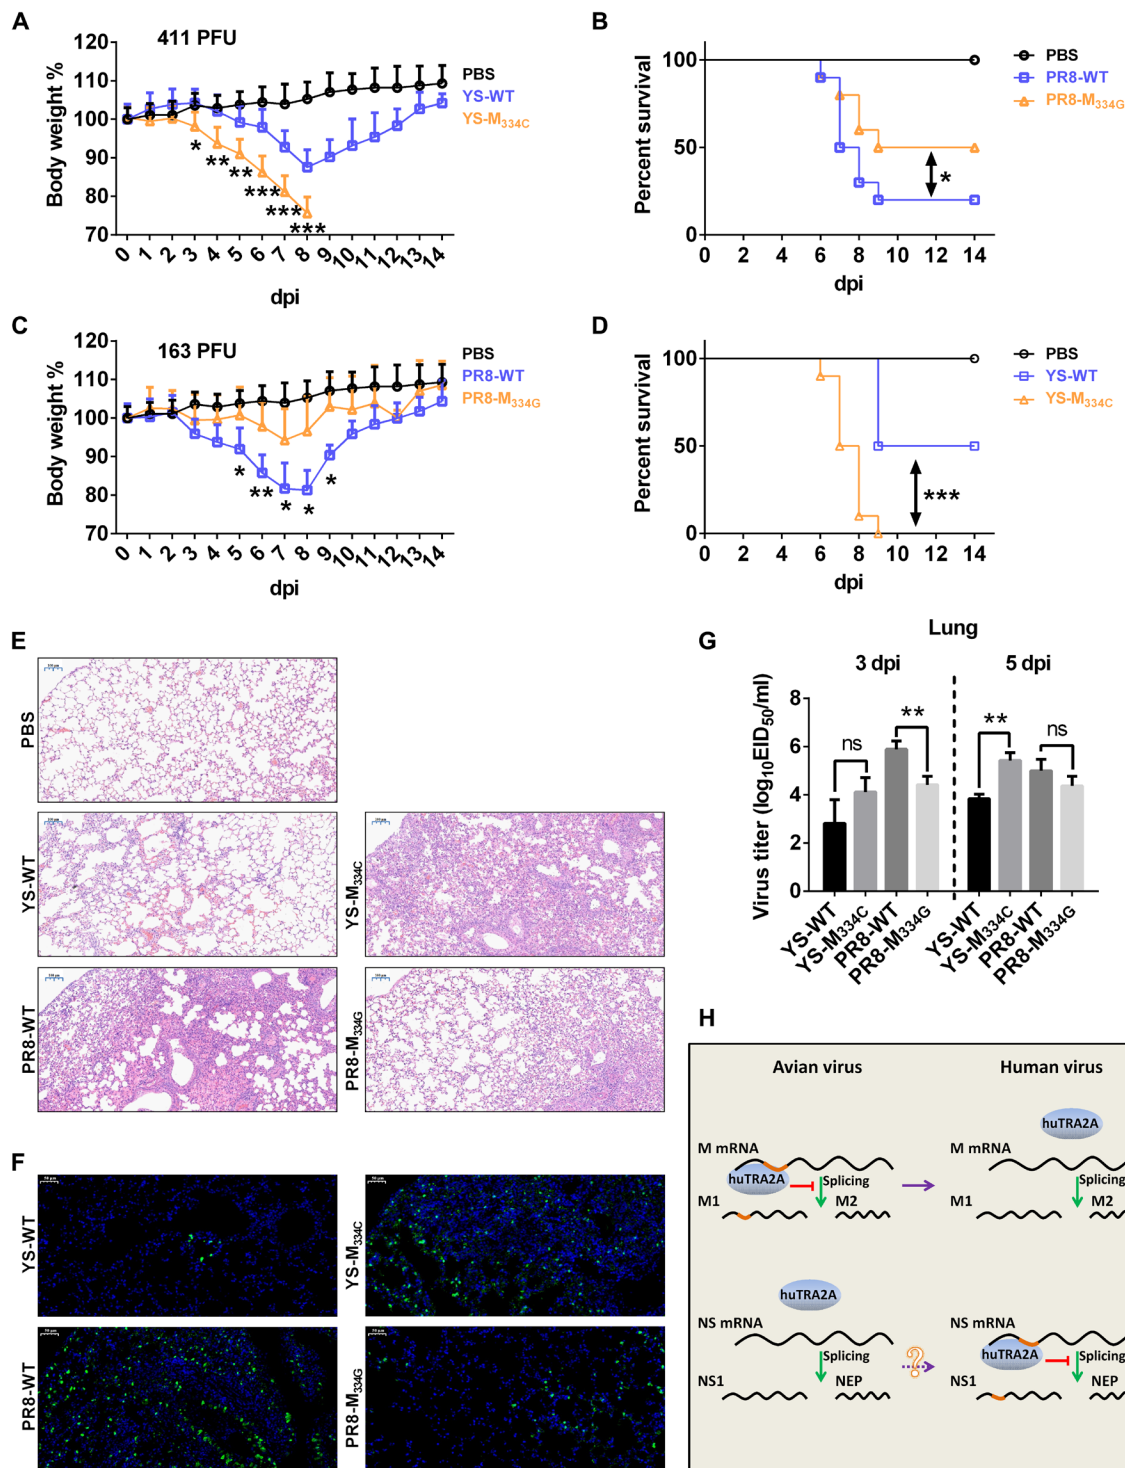 A
411 PFU
Body weight %
120
110
100
90
80
70
* ** ** *** *** ***
0 1 2 3 4 5 6 7 8 9 10 11 12 13 14
dpi
PBS
YS-WT
YS-M334C
B
Percent survival
100
50
0
*
0 2 4 6 8 10 12 14
dpi
PBS
PR8-WT
PR8-M334G
C
163 PFU
Body weight %
120
110
100
90
80
70
* ** * * *
0 1 2 3 4 5 6 7 8 9 10 11 12 13 14
dpi
PBS
PR8-WT
PR8-M334G
D
Percent survival
100
50
0
***
0 2 4 6 8 10 12 14
dpi
PBS
YS-WT
YS-M334C
E
PBS
YS-WT
YS-M334C
PR8-WT
PR8-M334G
F
YS-WT
YS-M334C
PR8-WT
PR8-M334G
G
Lung
3 dpi 5 dpi
Virus titer (log10EID50/ml)
8
6
4
2
0
ns ** ** ns
YS-WT YS-M334C PR8-WT PR8-M334G YS-WT YS-M334C PR8-WT PR8-M334G
H
Avian virus Human virus
huTRA2A
M mRNA M mRNA
huTRA2A Splicing Splicing
M1 M2 M1 M2
huTRA2A
NS mRNA ? NS mRNA
Splicing huTRA2A Splicing
NS1 NEP NS1 NEP